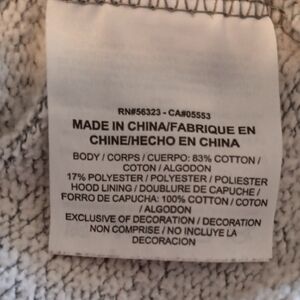 RN#56323 - CA#05553
MADE IN CHINA/FABRIQUE EN
CHINE/HECHO EN CHINA
BODY / CORPS / CUERPO: 83% COTTON /
COTON / ALGODON
17% POLYESTER / POLYESTER / POLIESTER
HOOD LINING / DOUBLURE DE CAPUCHE /
FORRO DE CAPUCHA: 100% COTTON / COTON
/ ALGODON
EXCLUSIVE OF DECORATION / DECORATION
NON COMPRISE / NO INCLUYE LA
DECORACION